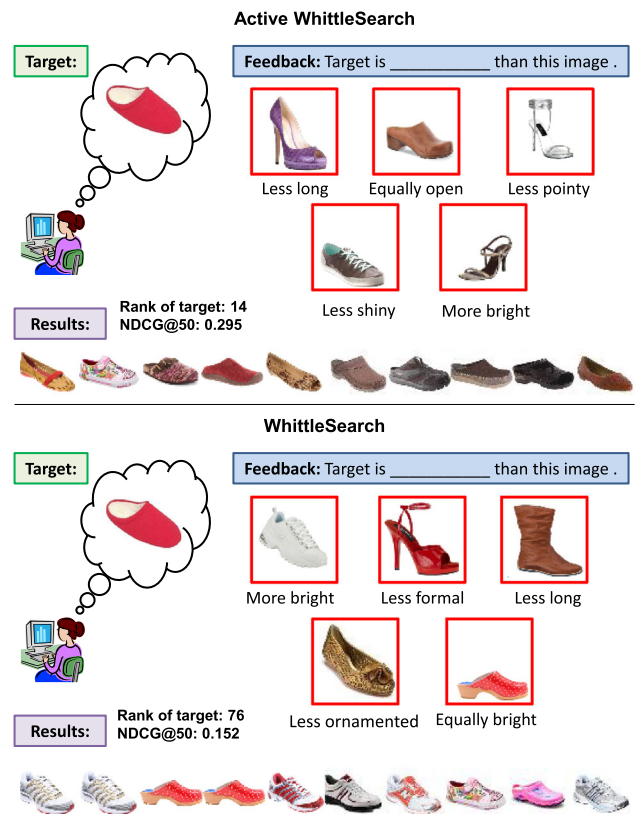 Active WhittleSearch
Target:
Feedback: Target is ____________ than this image .
Less long
Equally open
Less pointy
Less shiny
More bright
Rank of target: 14
NDCG@50: 0.295
Results:
WhittleSearch
Target:
Feedback: Target is ____________ than this image .
More bright
Less formal
Less long
Less ornamented
Equally bright
Rank of target: 76
NDCG@50: 0.152
Results: